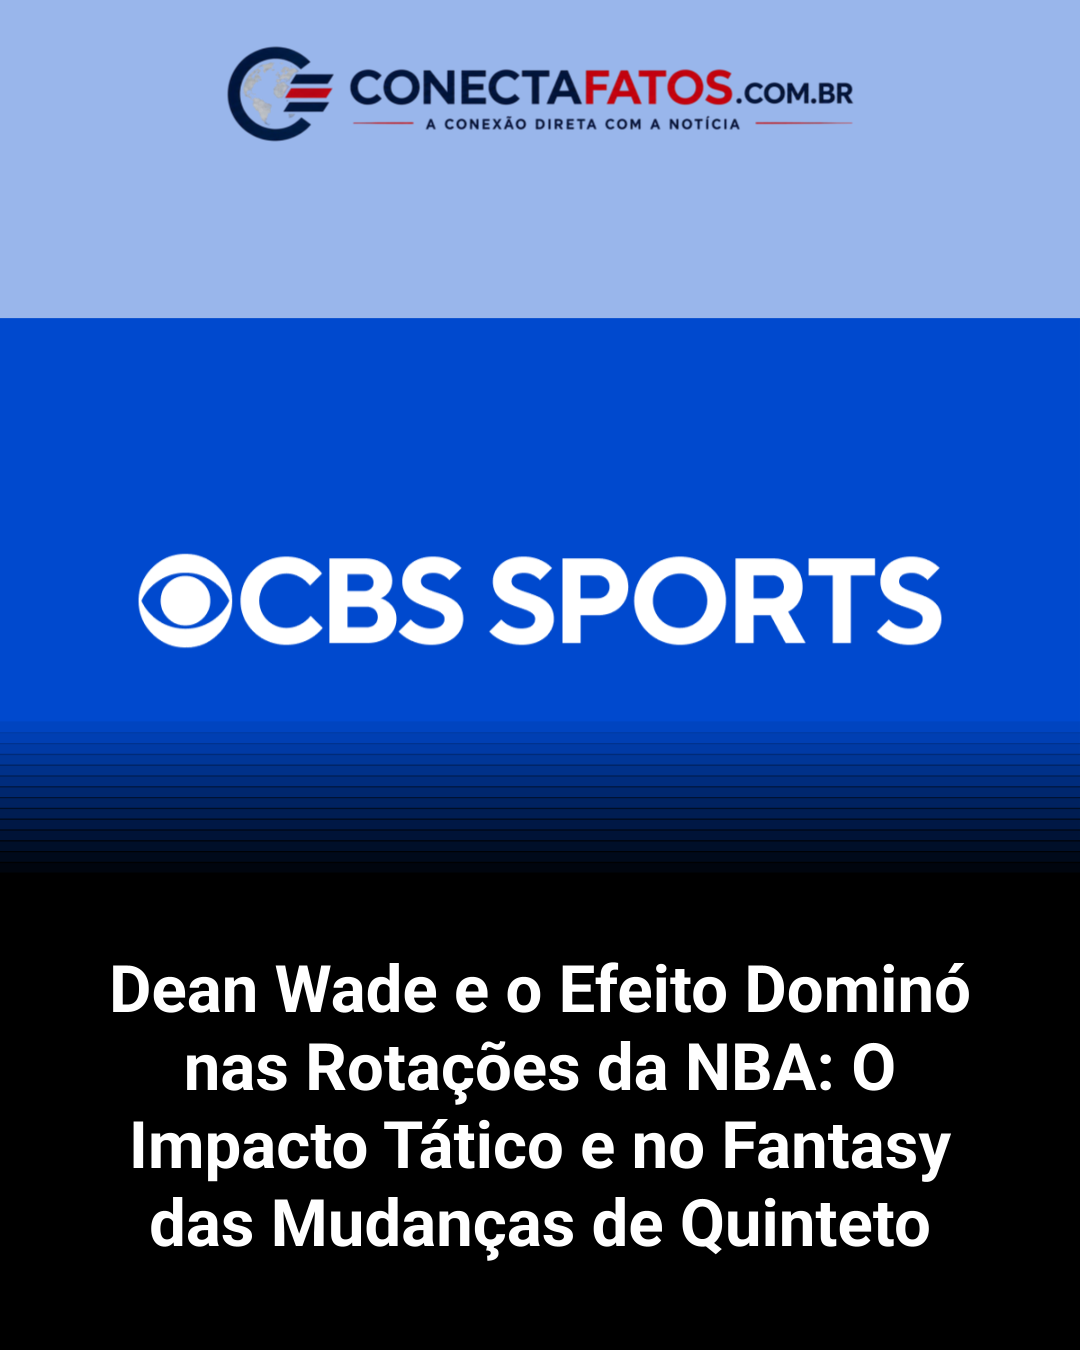 CONECTAFATOS.COM.BR
A CONEXÃO DIRETA COM A NOTÍCIA
CBS SPORTS
Dean Wade e o Efeito Dominó
nas Rotações da NBA: O
Impacto Tático e no Fantasy
das Mudanças de Quinteto